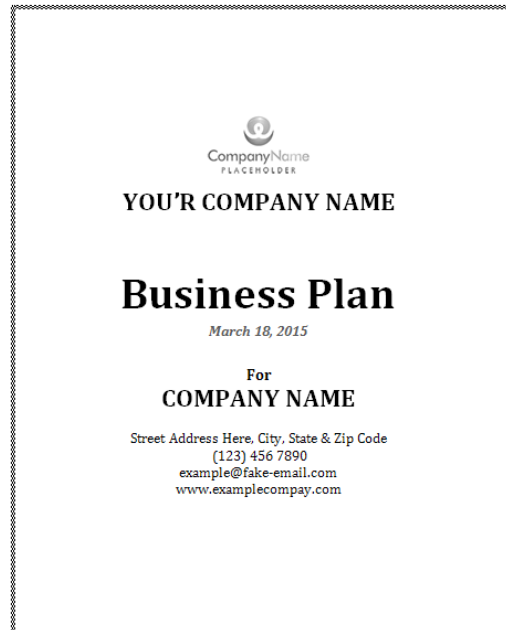 CompanyName
PLACEHOLDER
YOU'R COMPANY NAME
Business Plan
March 18, 2015
For
COMPANY NAME
Street Address Here, City, State & Zip Code
(123) 456 7890
example@fake-email.com
www.examplecompay.com